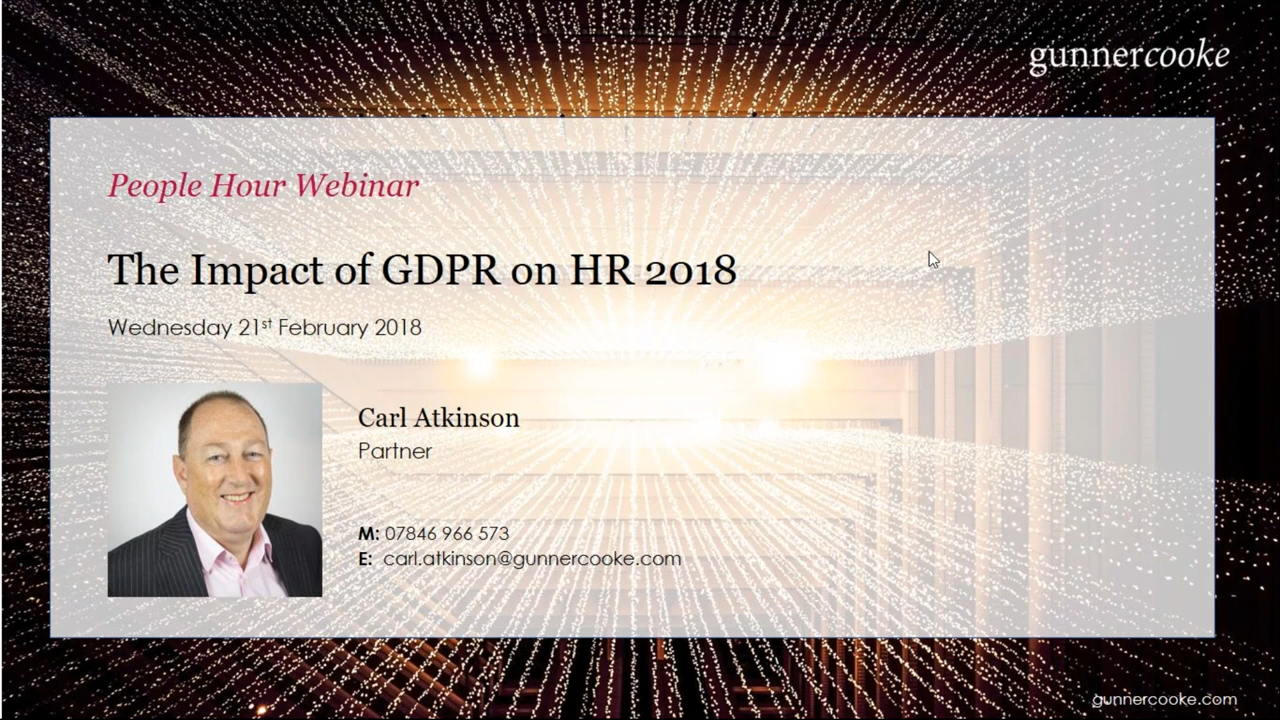 gunnercooke
People Hour Webinar
The Impact of GDPR on HR 2018
Wednesday 21st February 2018
Carl Atkinson
Partner
M: 07846 966 573
E: carl.atkinson@gunnercooke.com
gunnercooke.com